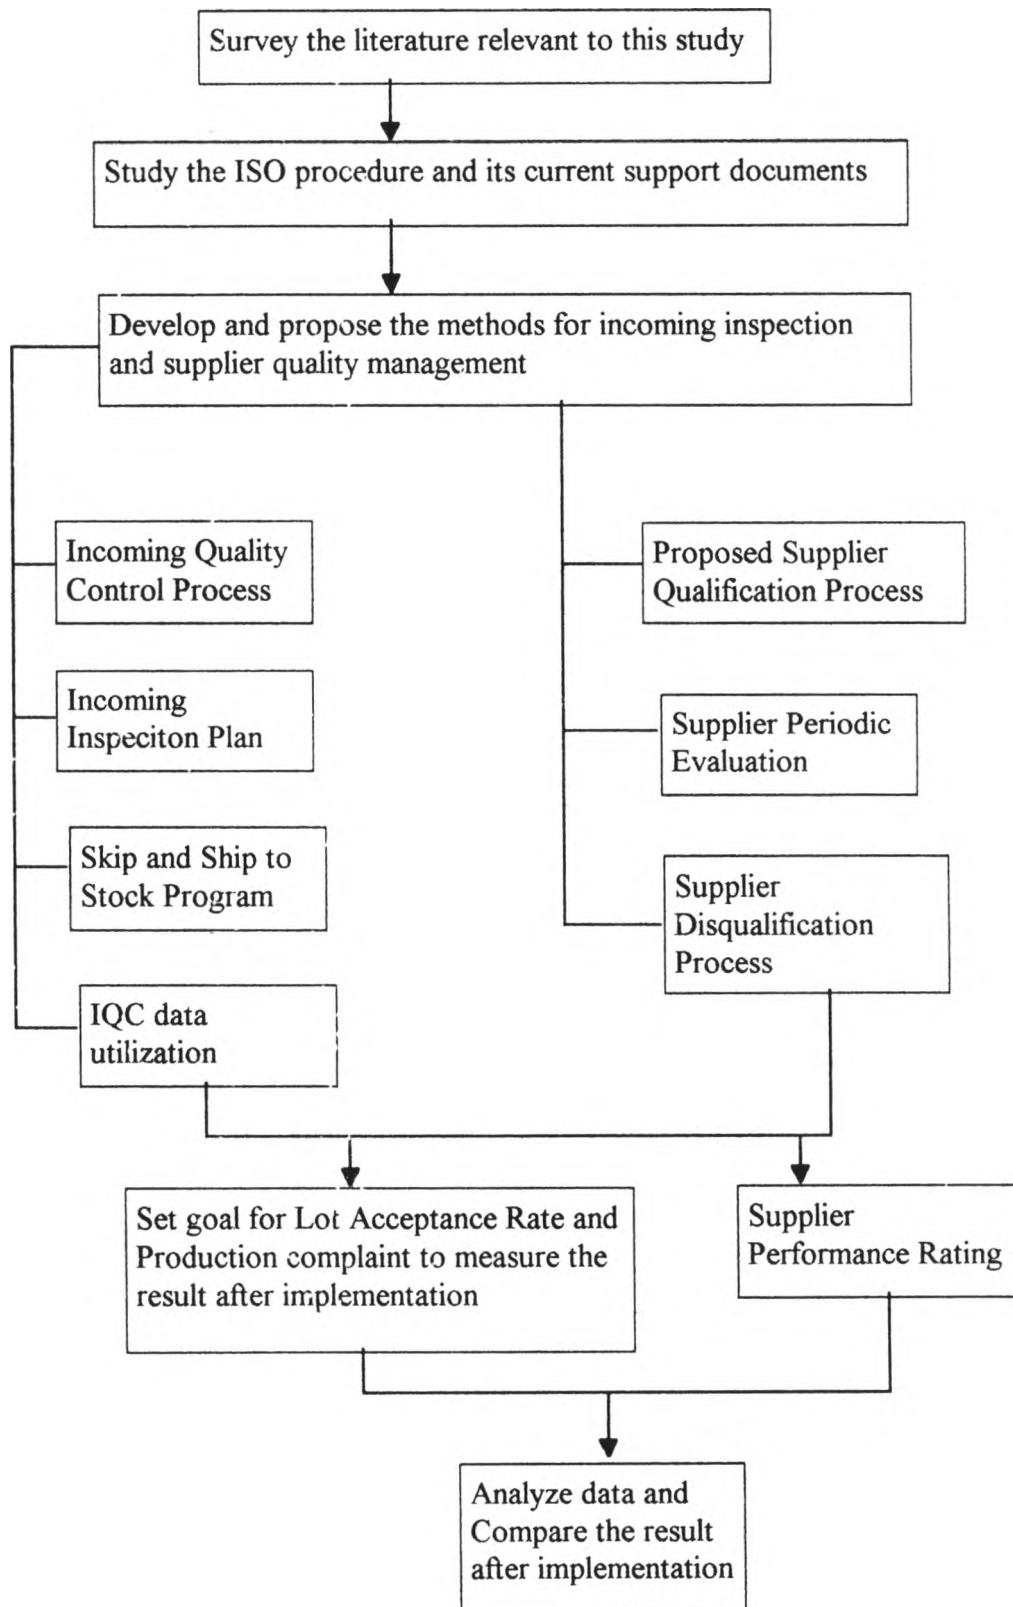 Survey the literature relevant to this study
Study the ISO procedure and its current support documents
Develop and propose the methods for incoming inspection
and supplier quality management
Incoming Quality
Control Process
Incoming
Inspeciton Plan
Skip and Ship to
Stock Program
IQC data
utilization
Proposed Supplier
Qualification Process
Supplier Periodic
Evaluation
Supplier
Disqualification
Process
Set goal for Lot Acceptance Rate and
Production complaint to measure the
result after implementation
Supplier
Performance Rating
Analyze data and
Compare the result
after implementation